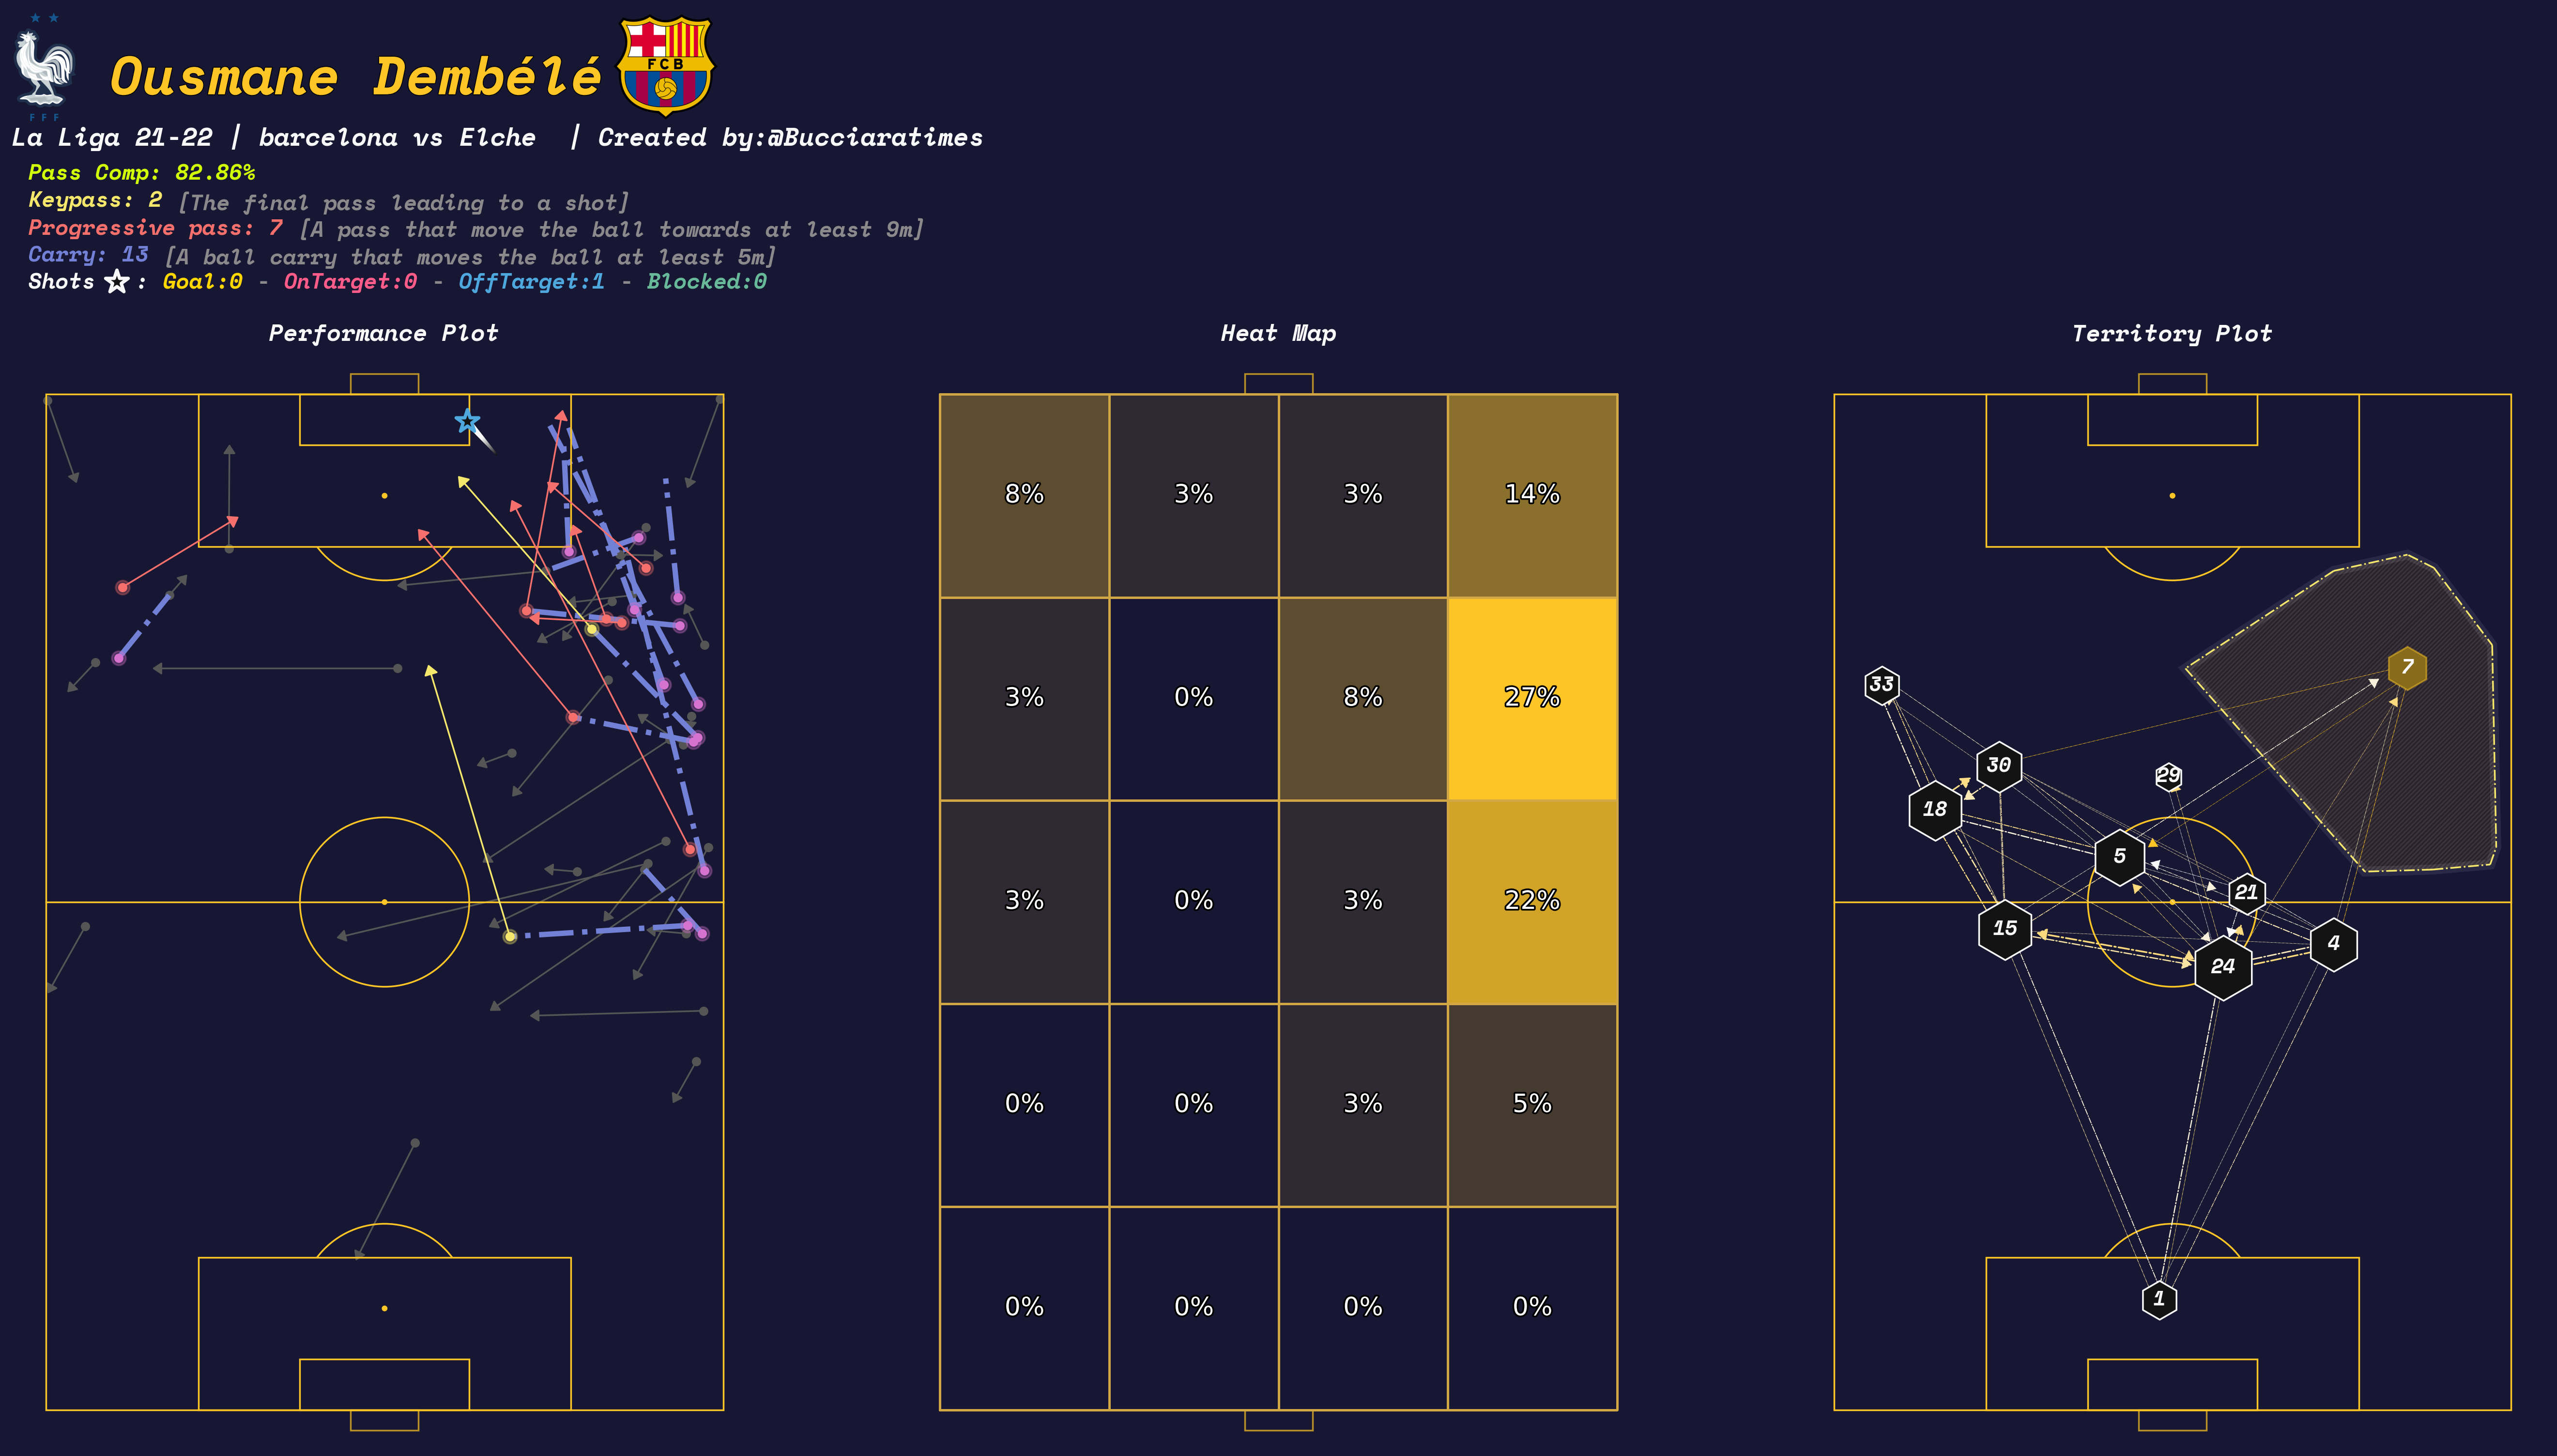 F F F
Ousmane Dembélé
FCB
La Liga 21-22 | barcelona vs Elche | Created by:@Bucciaratimes
Pass Comp: 82.86%
Keypass: 2 [The final pass leading to a shot]
Progressive pass: 7 [A pass that move the ball towards at least 9m]
Carry: 13 [A ball carry that moves the ball at least 5m]
Shots : Goal:0 - OnTarget:0 - OffTarget:1 - Blocked:0
Performance Plot
Heat Map
8% 3% 3% 14%
3% 0% 8% 27%
3% 0% 3% 22%
0% 0% 3% 5%
0% 0% 0% 0%
Territory Plot
7
33
30
29
18
5
21
15
4
24
1